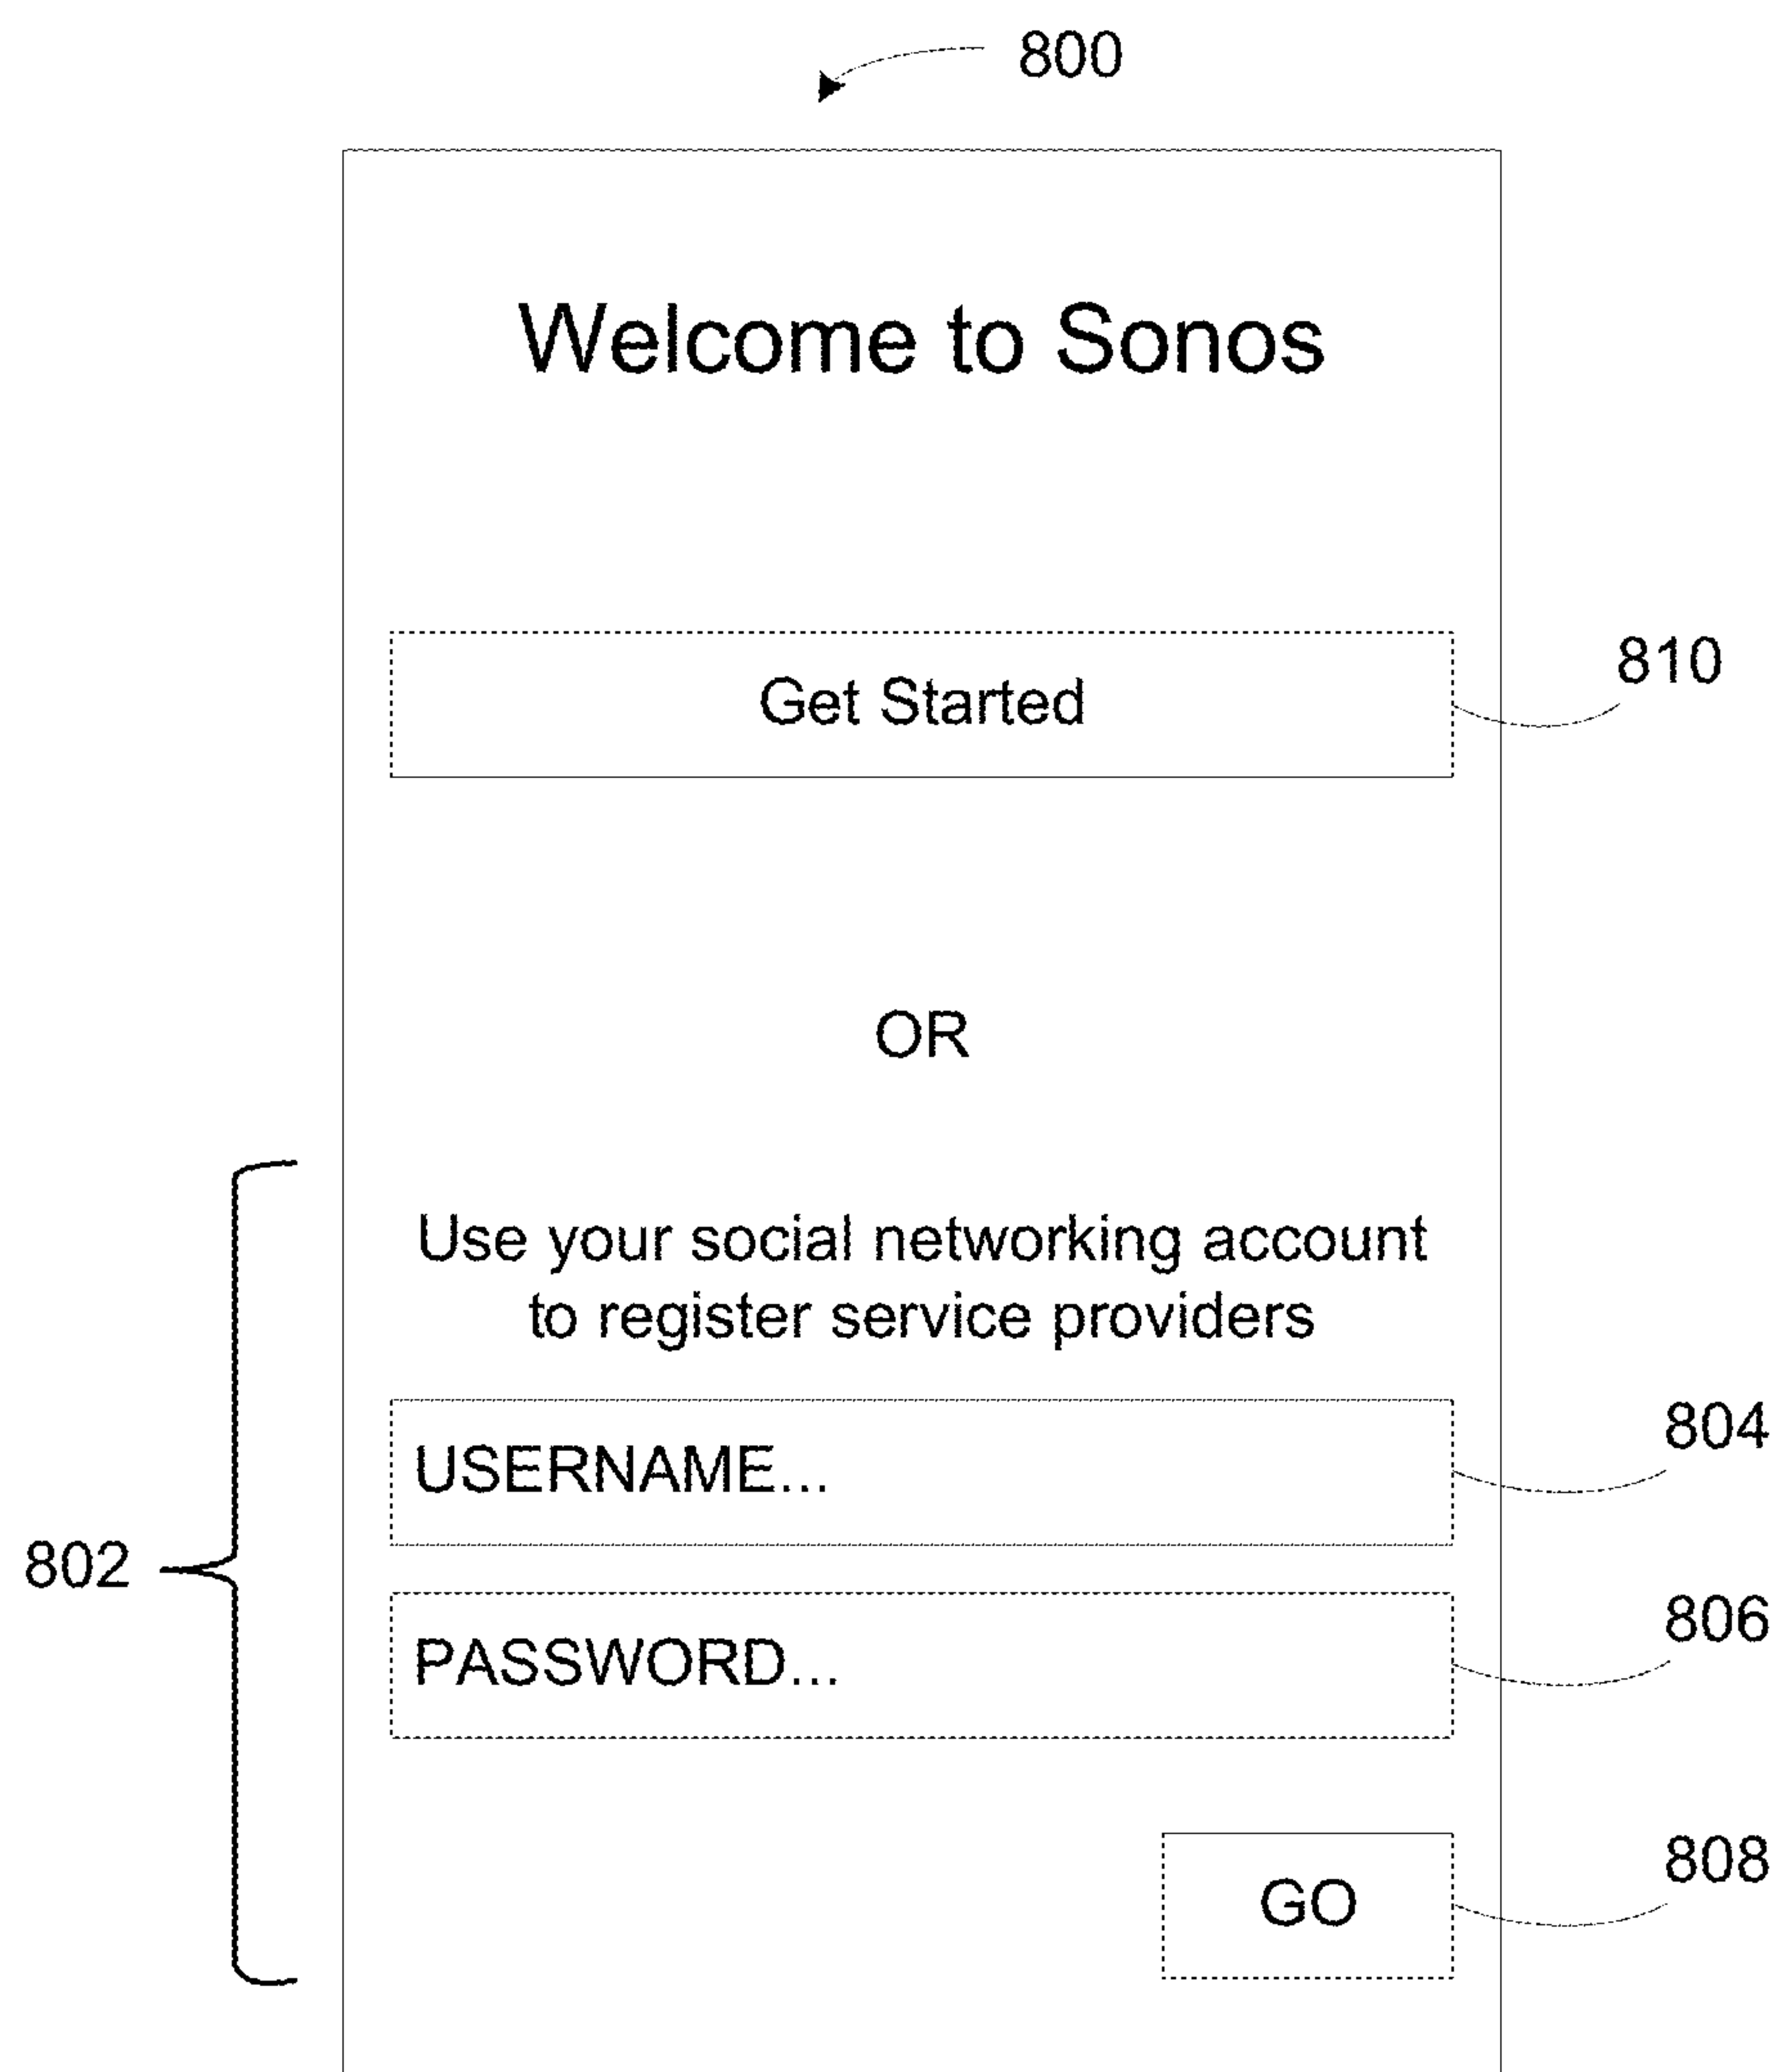 800
Welcome to Sonos
Get Started
810
OR
Use your social networking account
to register service providers
USERNAME...
804
802
PASSWORD...
806
GO
808